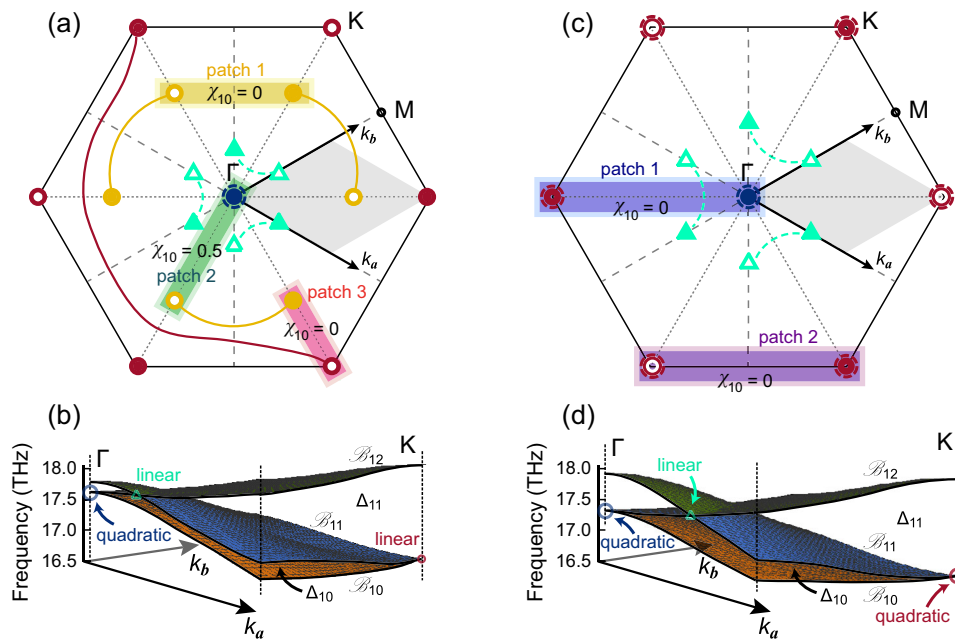 (a)
K
patch 1
χ10 = 0
M
kb
Γ
χ10 = 0.5
ka
patch 2
patch 3
χ10 = 0
(c)
K
M
kb
patch 1
Γ
χ10 = 0
ka
patch 2
χ10 = 0
(b)
Γ
K
Frequency (THz)
18.0
17.5
17.0
16.5
linear
ℬ12
Δ11
ℬ11
quadratic
linear
kb
Δ10
ℬ10
ka
(d)
Γ
K
Frequency (THz)
18.0
17.5
17.0
16.5
linear
ℬ12
Δ11
quadratic
ℬ11
kb
Δ10
ℬ10
ka
quadratic